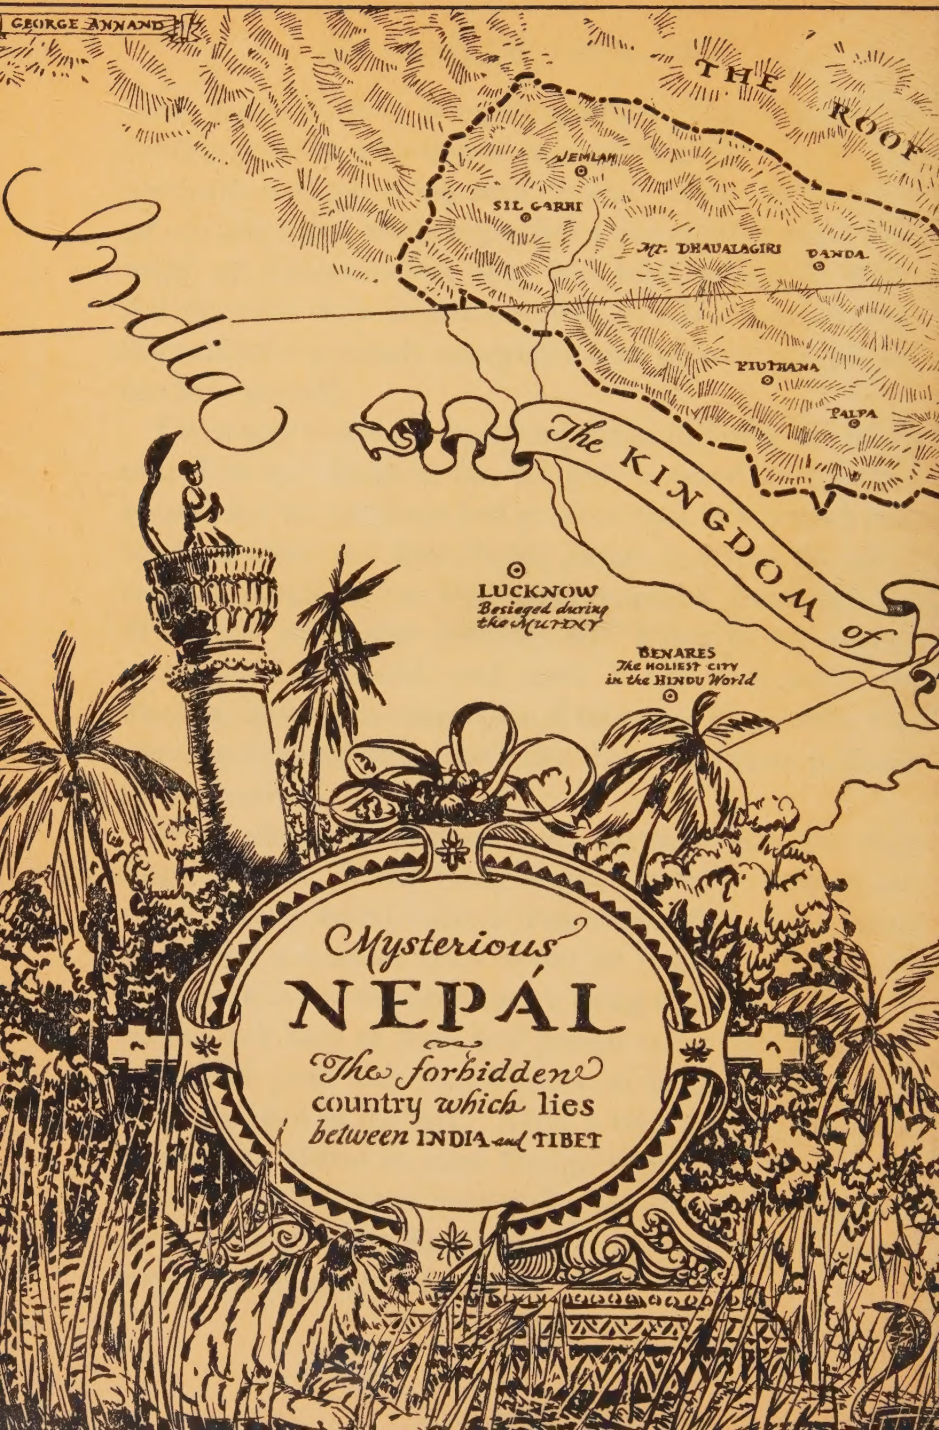 GEORGE ANNAND
THE ROOF
JEMLAH
SIL GARHI
Mt. DHAUALAGIRI
DANDA
India
PIUTHANA
PALPA
The KINGDOM of
LUCKNOW
Besieged during
the MUTINY
BENARES
The HOLIEST CITY
in the HINDU World
Mysterious
NEPÁL
The forbidden
country which lies
between INDIA and TIBET